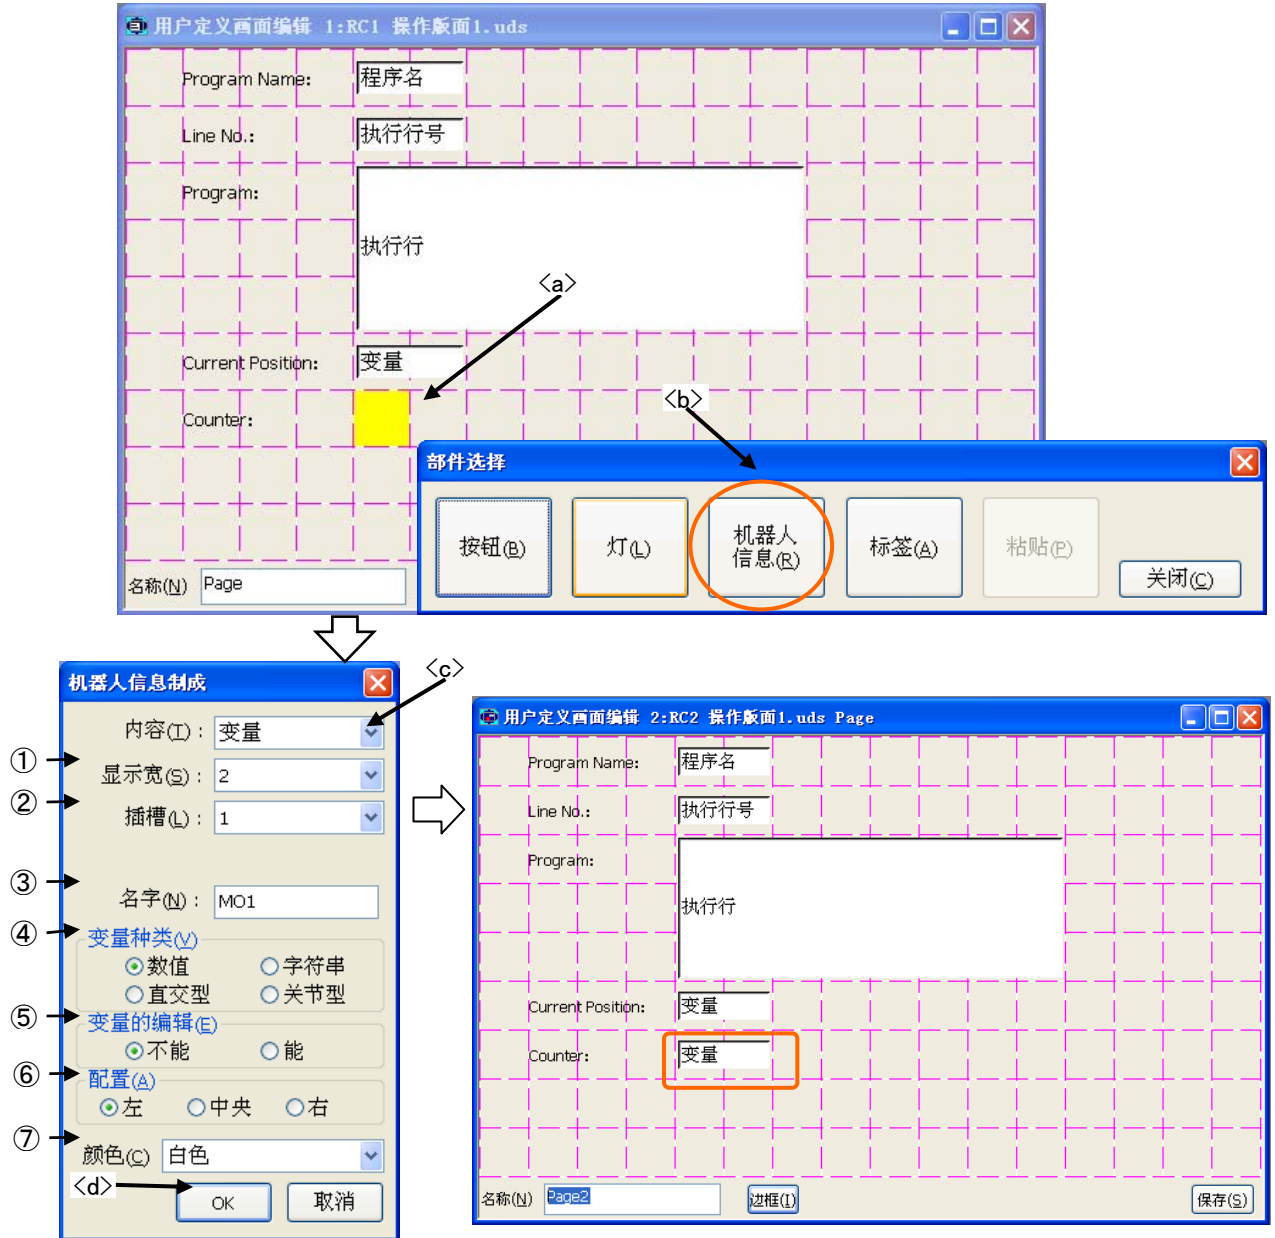 用户定义画面编辑 1:RC1 操作版面1.uds
Program Name: 程序名
Line No.: 执行行号
Program:
执行行
<a>
Current Position: 变量
<b>
Counter:
部件选择
按钮(B) 灯(L) 机器人信息(R) 标签(A) 粘贴(P) 关闭(C)
名称(N) Page
<c>
机器人信息制成
内容(T): 变量
① 显示宽(S): 2
② 插槽(L): 1
③ 名字(N): MO1
④ 变量种类(V)
数值 字符串
直交型 关节型
⑤ 变量的编辑(E)
不能 能
⑥ 配置(A)
左 中央 右
⑦ 颜色(C) 白色
<d> OK 取消
用户定义画面编辑 2:RC2 操作版面1.uds Page
Program Name: 程序名
Line No.: 执行行号
Program:
执行行
Current Position: 变量
Counter: 变量
名称(N) Page2 边框(I) 保存(S)